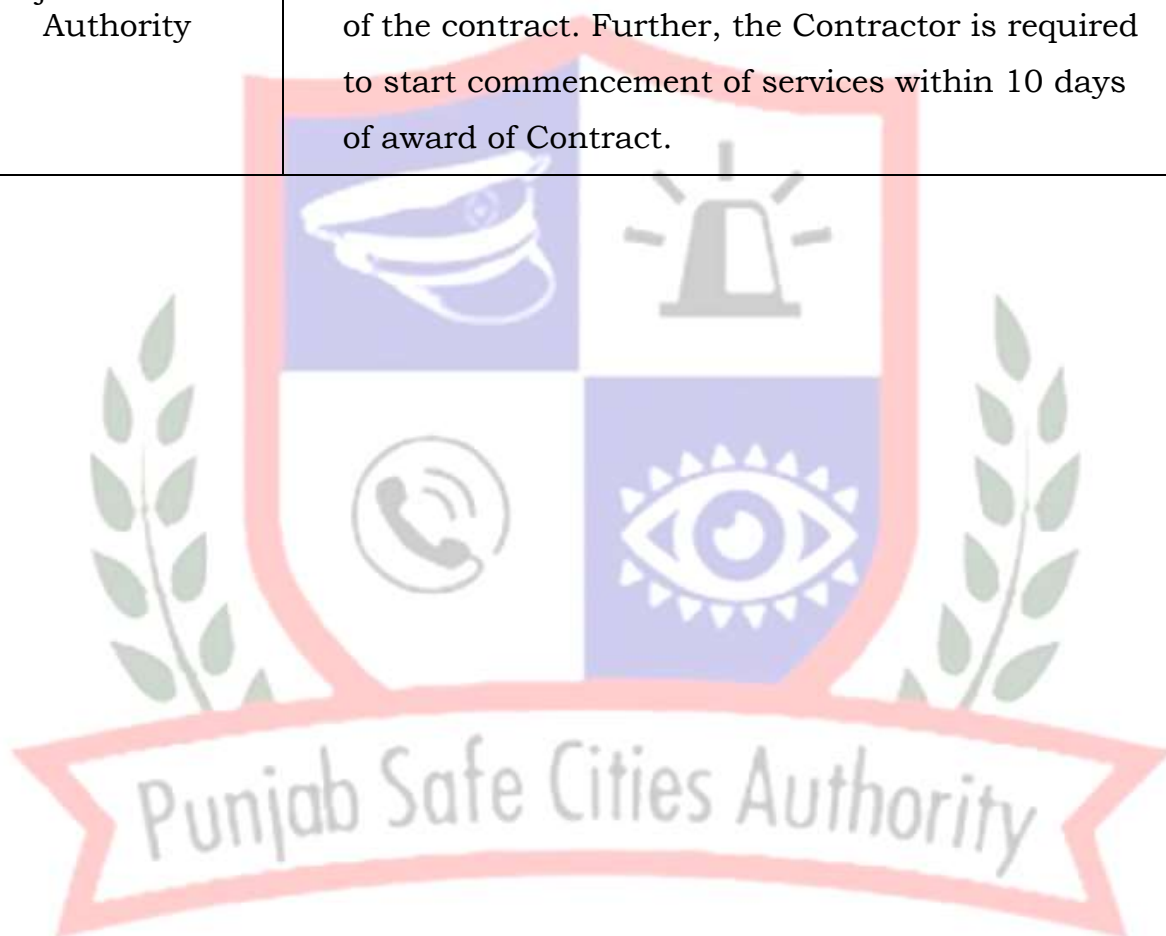 Authority
of the contract. Further, the Contractor is required
to start commencement of services within 10 days
of award of Contract.
Punjab Safe Cities Authority